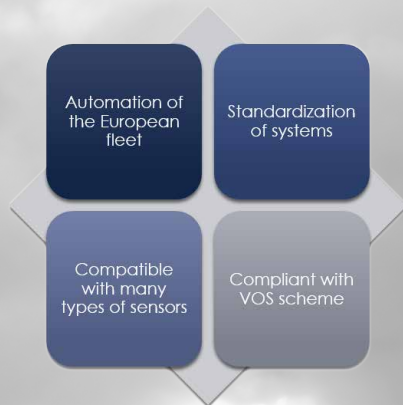 Automation of
the European
fleet
Standardization
of systems
Compatible
with many
types of sensors
Compliant with
VOS scheme